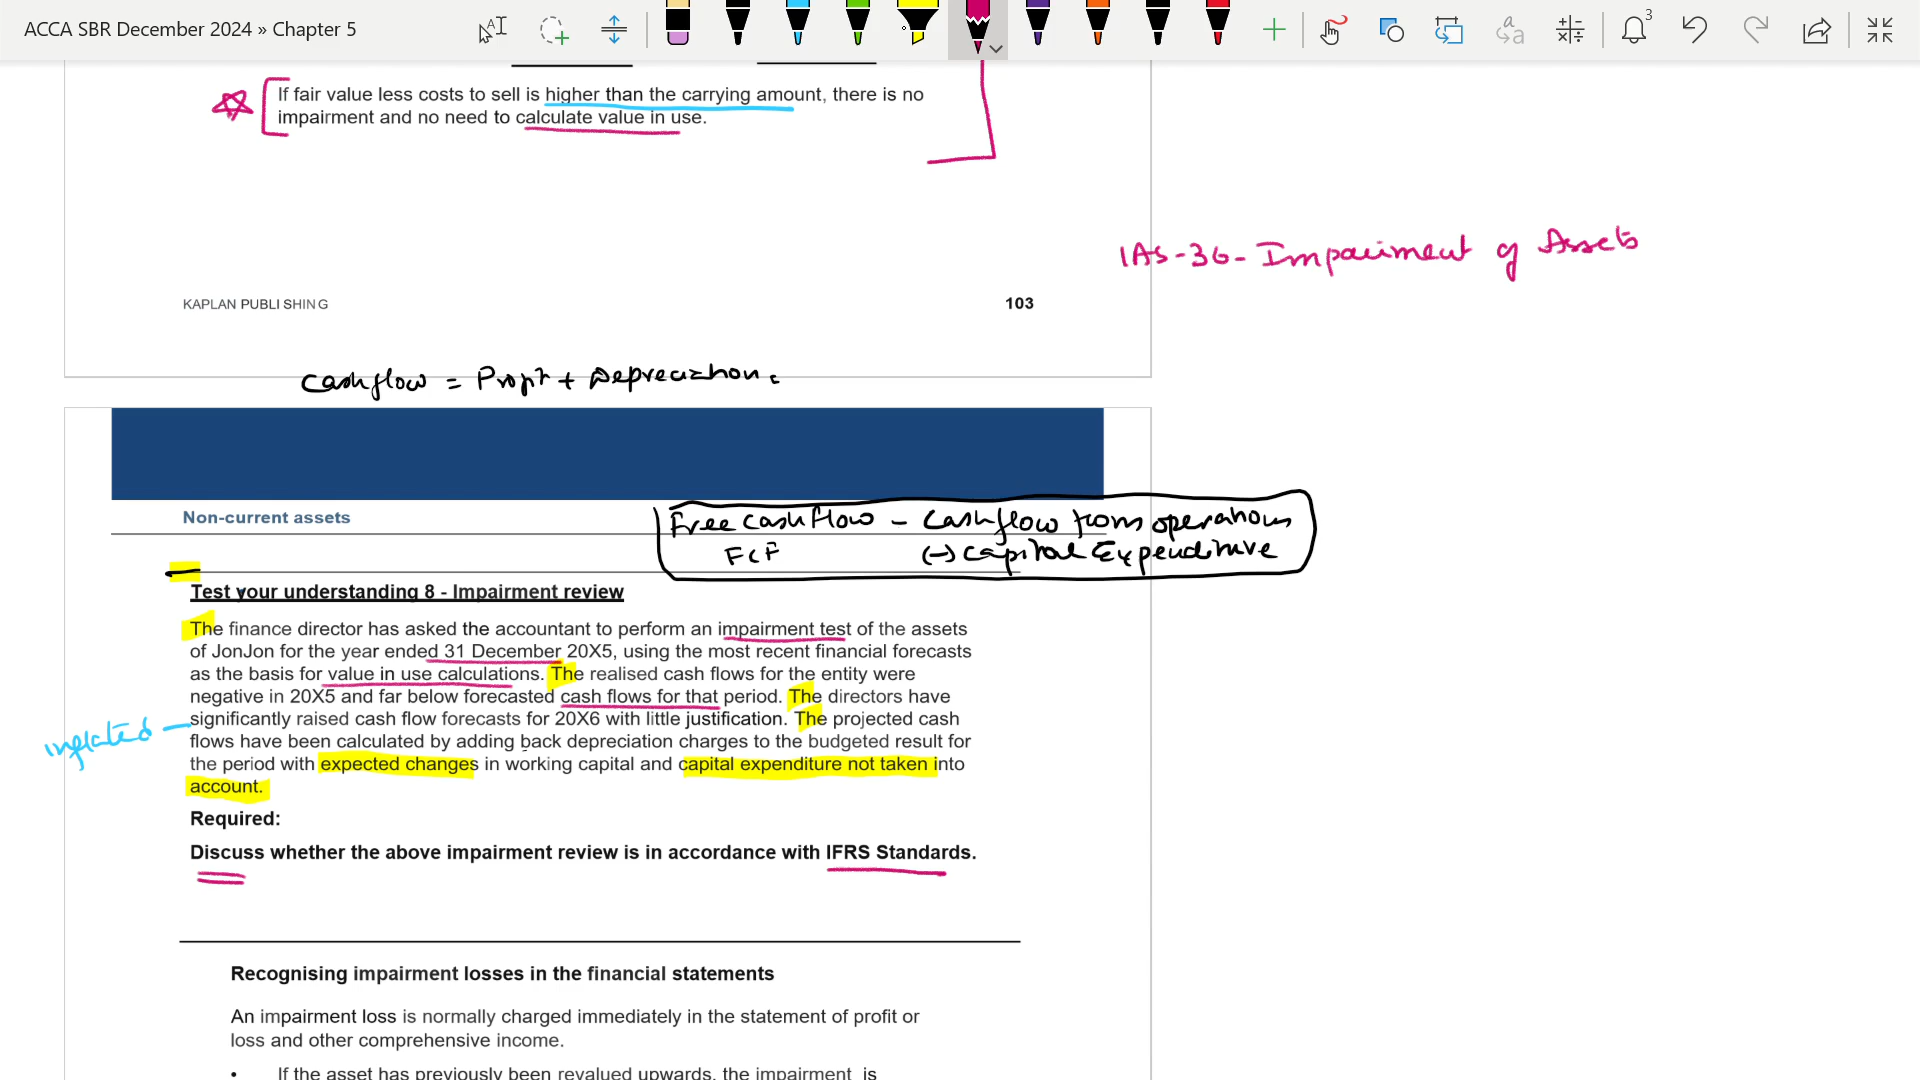 ACCA SBR December 2024 » Chapter 5
3
If fair value less costs to sell is higher than the carrying amount, there is no
impairment and no need to calculate value in use.
IAS-36- Impairment of Assets
KAPLAN PUBLISHING
103
Cashflow = Profit + Depreciation.
Non-current assets
Free Cash flow - Cashflow from operations
FCF (-) Capital Expenditure
Test your understanding 8 - Impairment review
The finance director has asked the accountant to perform an impairment test of the assets
of JonJon for the year ended 31 December 20X5, using the most recent financial forecasts
as the basis for value in use calculations. The realised cash flows for the entity were
negative in 20X5 and far below forecasted cash flows for that period. The directors have
significantly raised cash flow forecasts for 20X6 with little justification. The projected cash
flows have been calculated by adding back depreciation charges to the budgeted result for
the period with expected changes in working capital and capital expenditure not taken into
account.
inflated
Required:
Discuss whether the above impairment review is in accordance with IFRS Standards.
Recognising impairment losses in the financial statements
An impairment loss is normally charged immediately in the statement of profit or
loss and other comprehensive income.
• If the asset has previously been revalued upwards, the impairment is